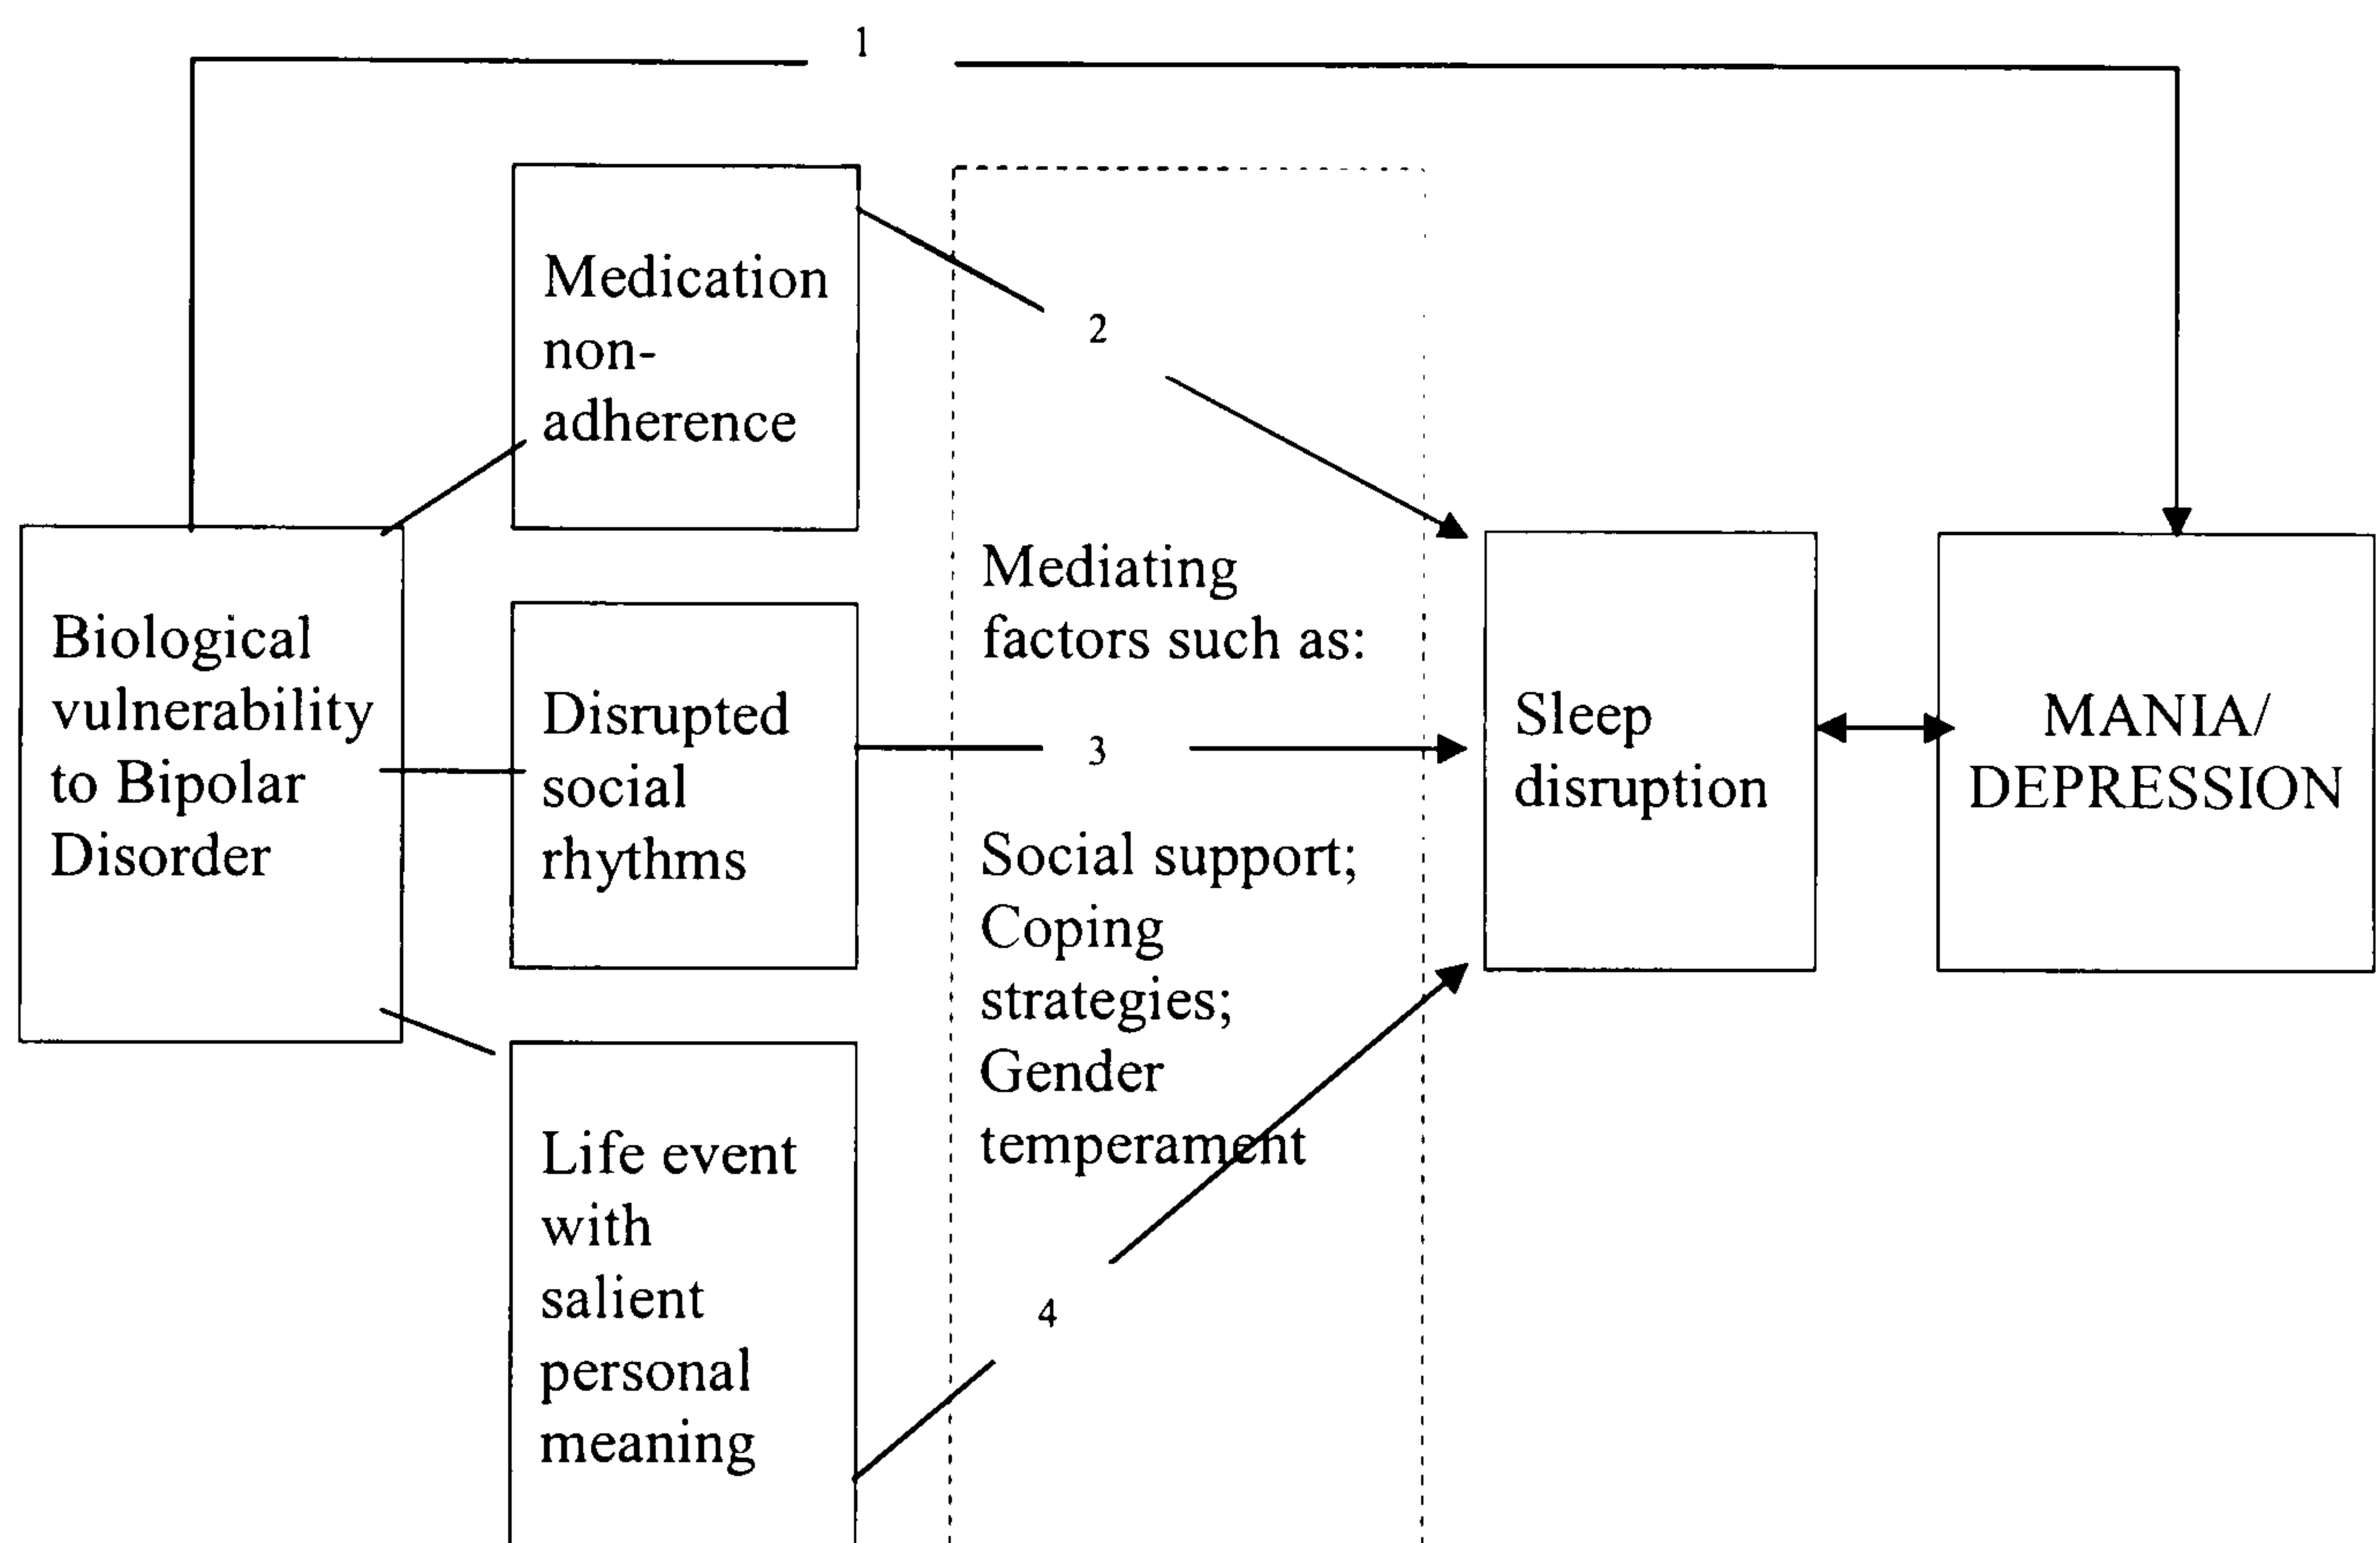 1
Medication
non-
adherence
2
Biological
vulnerability
to Bipolar
Disorder
Disrupted
social
rhythms
Mediating
factors such as:
3
Social support;
Coping
strategies;
Gender
temperament
Sleep
disruption
MANIA/
DEPRESSION
Life event
with
salient
personal
meaning
4